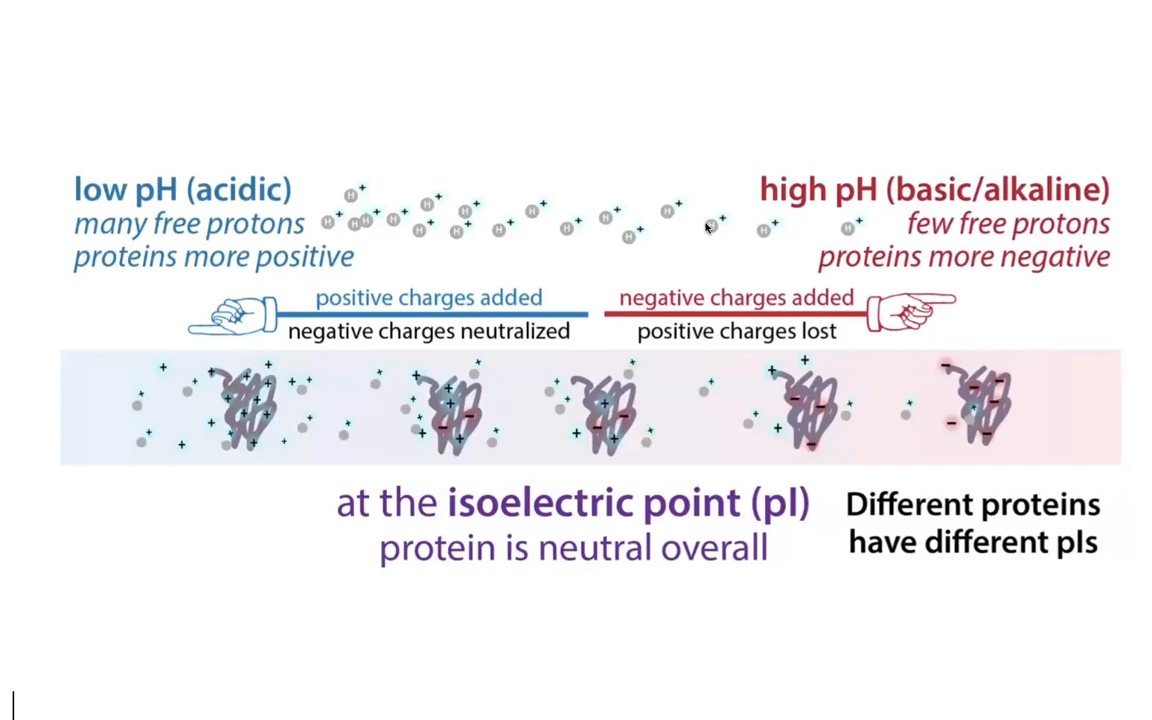 low pH (acidic)
many free protons
proteins more positive
high pH (basic/alkaline)
few free protons
proteins more negative
positive charges added
negative charges neutralized
negative charges added
positive charges lost
at the isoelectric point (pI)
protein is neutral overall
Different proteins
have different pIs